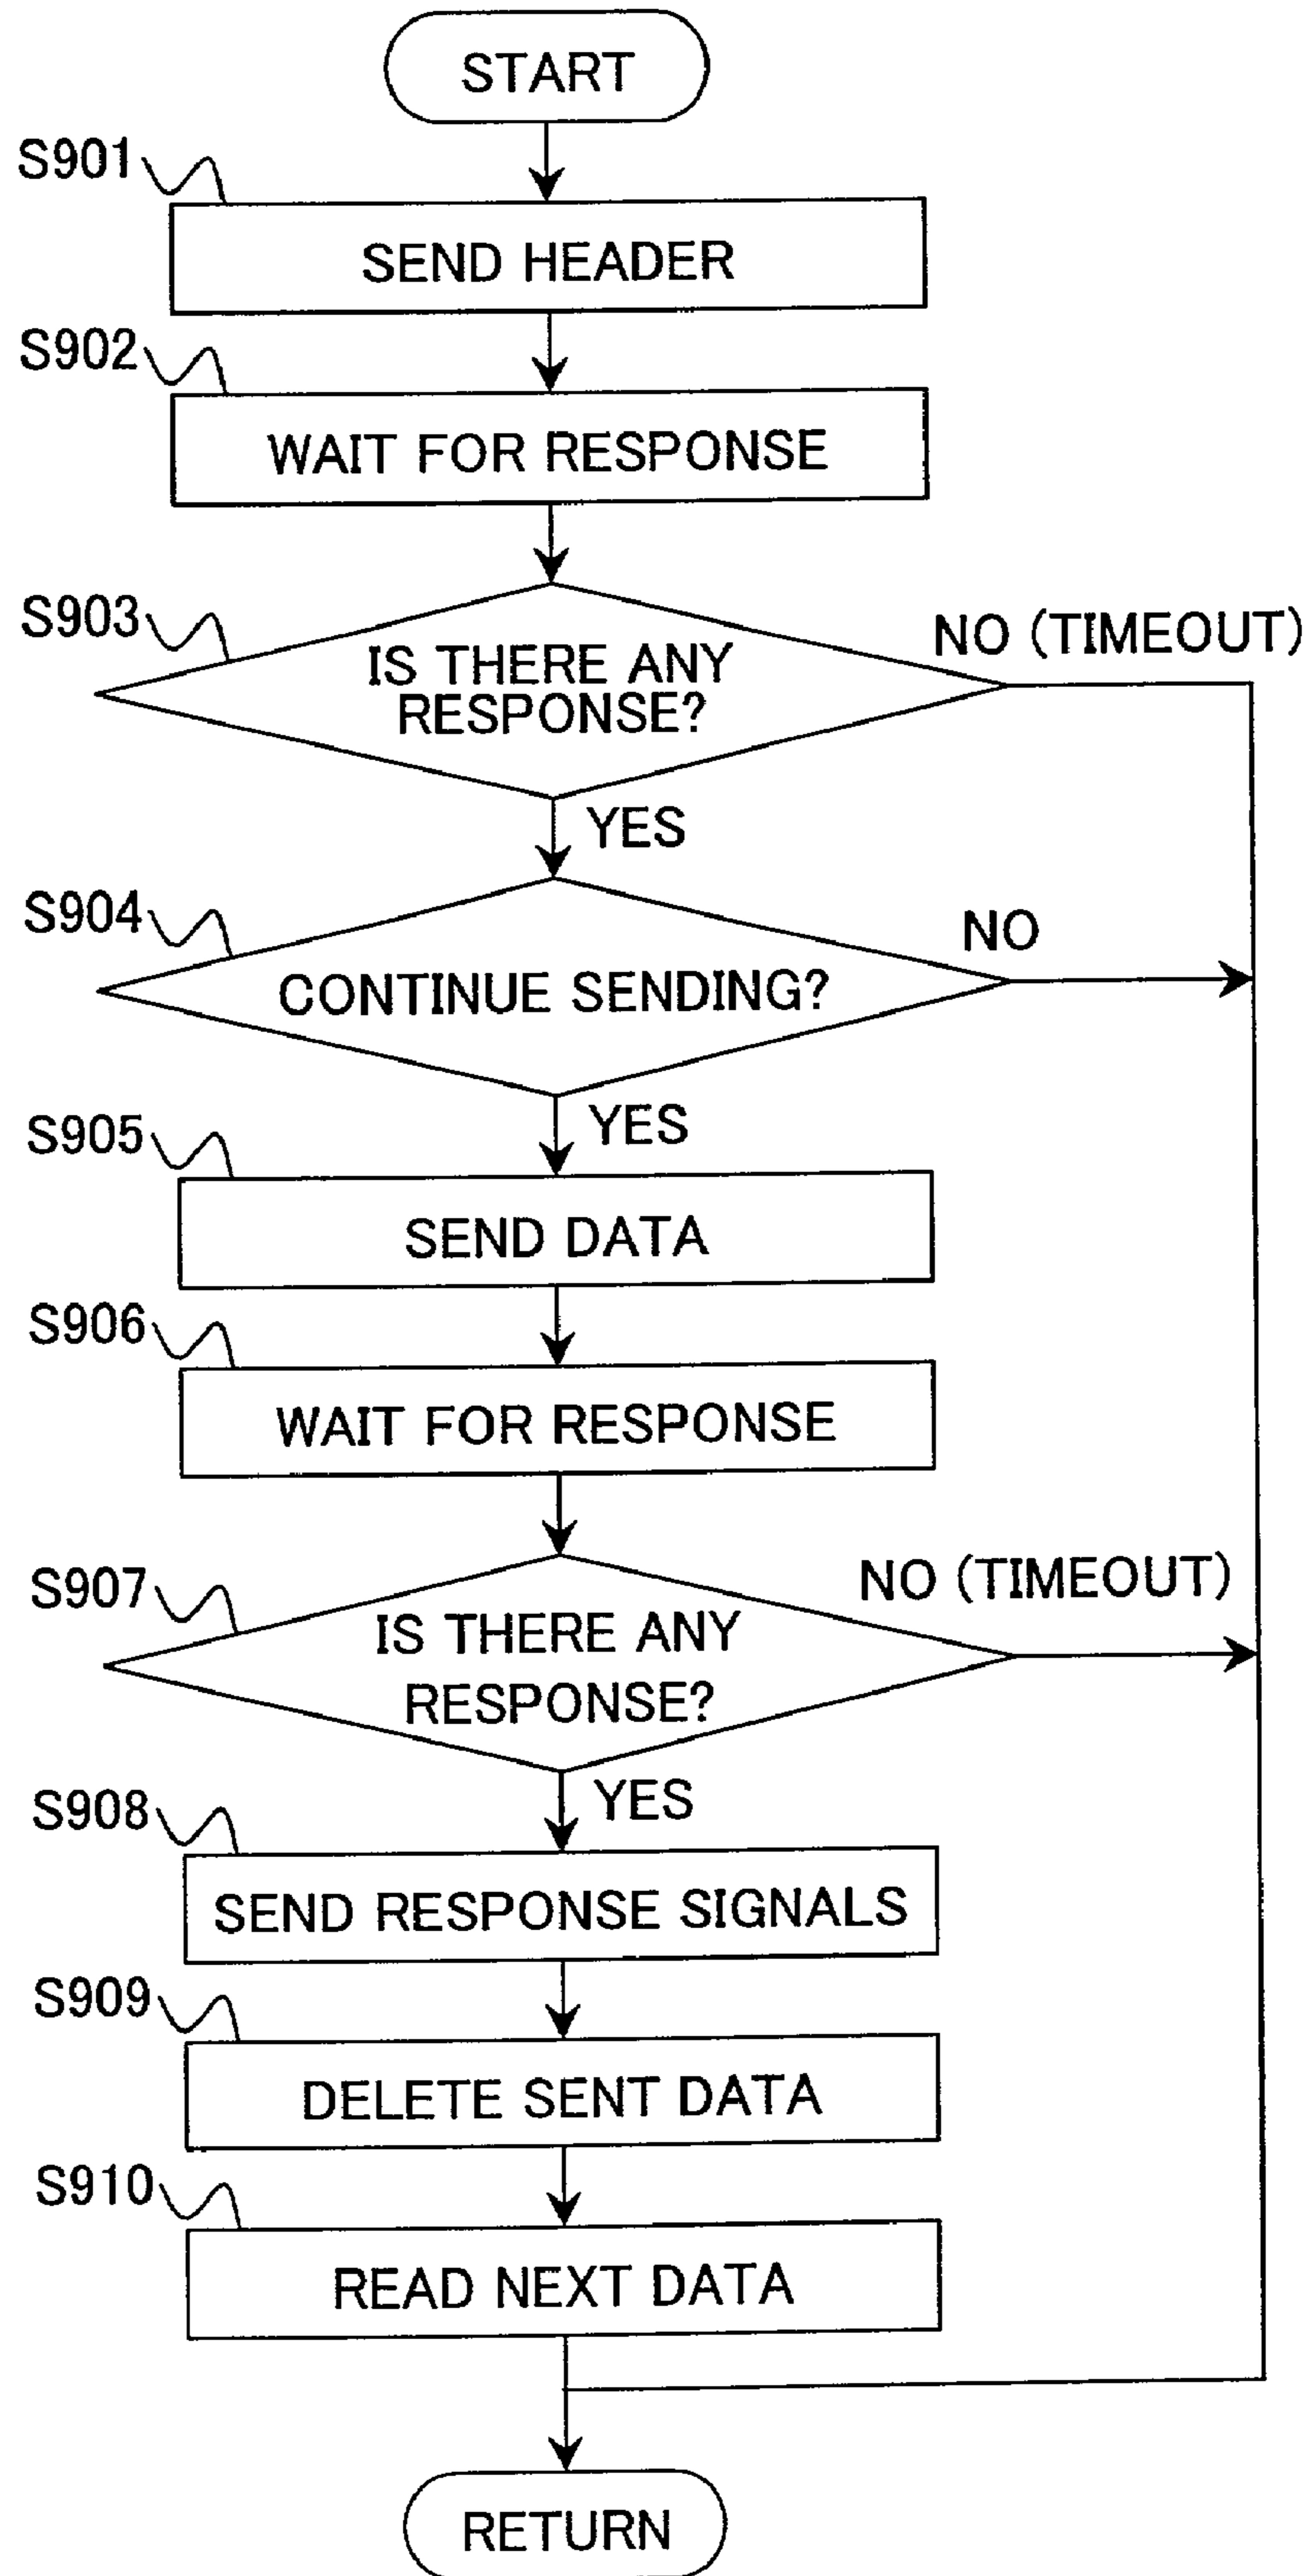 START
S901
SEND HEADER
S902
WAIT FOR RESPONSE
S903
IS THERE ANY
RESPONSE?
NO (TIMEOUT)
YES
S904
CONTINUE SENDING?
NO
YES
S905
SEND DATA
S906
WAIT FOR RESPONSE
S907
IS THERE ANY
RESPONSE?
NO (TIMEOUT)
YES
S908
SEND RESPONSE SIGNALS
S909
DELETE SENT DATA
S910
READ NEXT DATA
RETURN